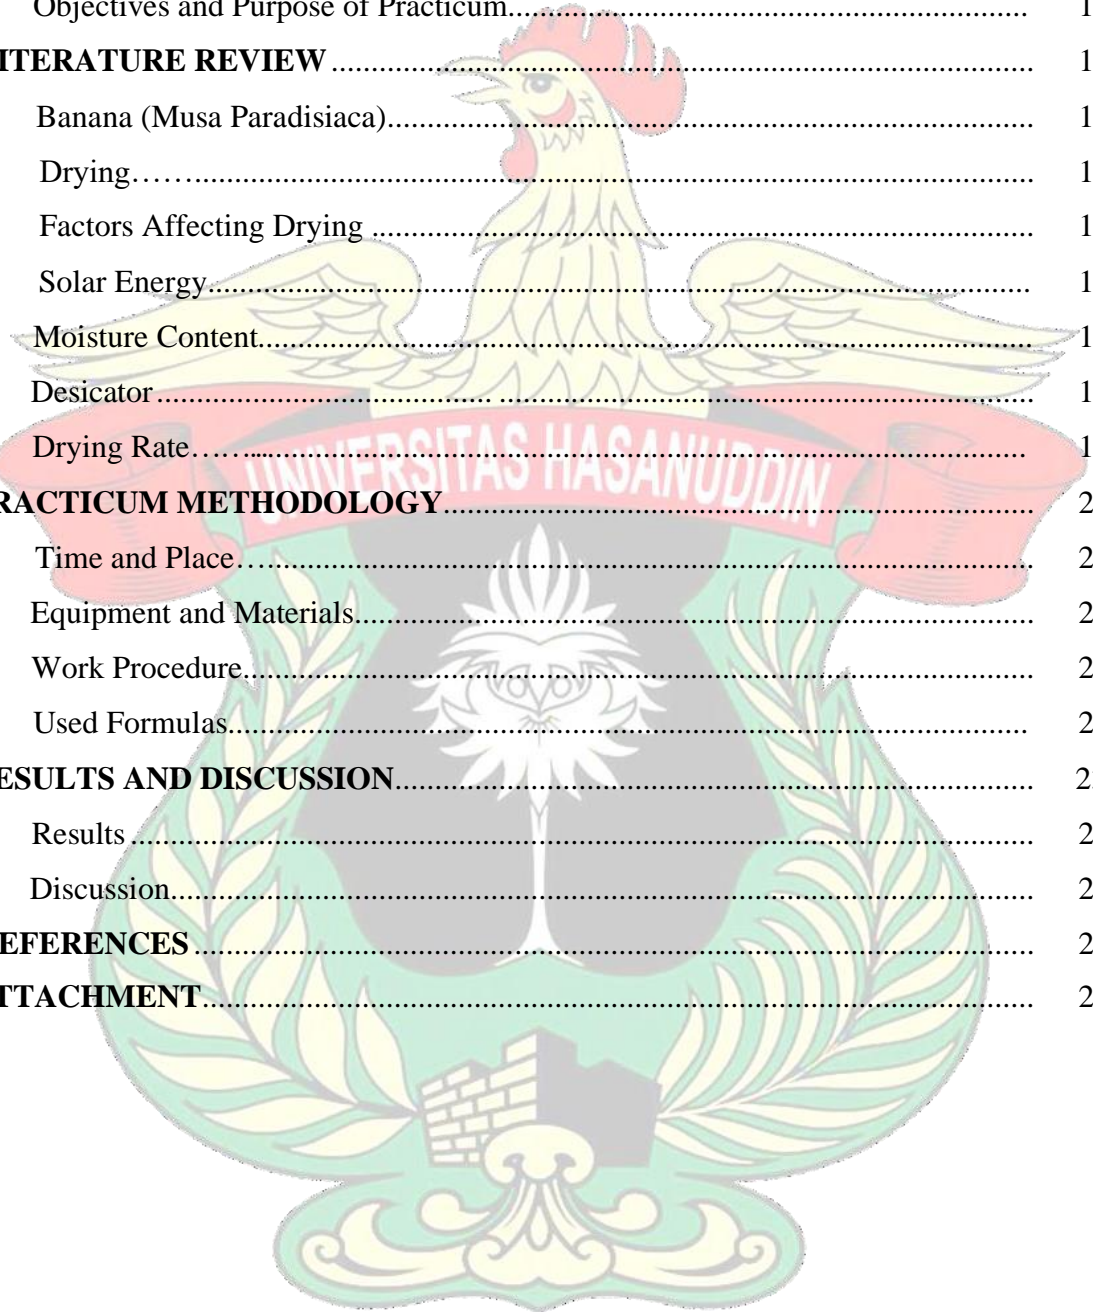 Objectives and Purpose of Practicum.......................................................................... 1
ITERATURE REVIEW.......................................................................................... 1
Banana (Musa Paradisiaca)................................................................................... 1
Drying……......................................................................................................... 1
Factors Affecting Drying ..................................................................................... 1
Solar Energy........................................................................................................ 1
Moisture Content.................................................................................................. 1
Desicator........................................... .................................................................... 1
Drying Rate……................................................................................................. 1
UNIVERSITAS HASANUDDIN
RACTICUM METHODOLOGY........................................................................... 2
Time and Place….................................................................................................. 2
Equipment and Materials...................................................................................... 2
Work Procedure.................................................................................................... 2
Used Formulas...................................................................................................... 2
ESULTS AND DISCUSSION................................................................................. 2
Results................................................................................................................... 2
Discussion............................................................................................................. 2
EFERENCES........................................................................................................... 2
TTACHMENT.......................................................................................................... 2